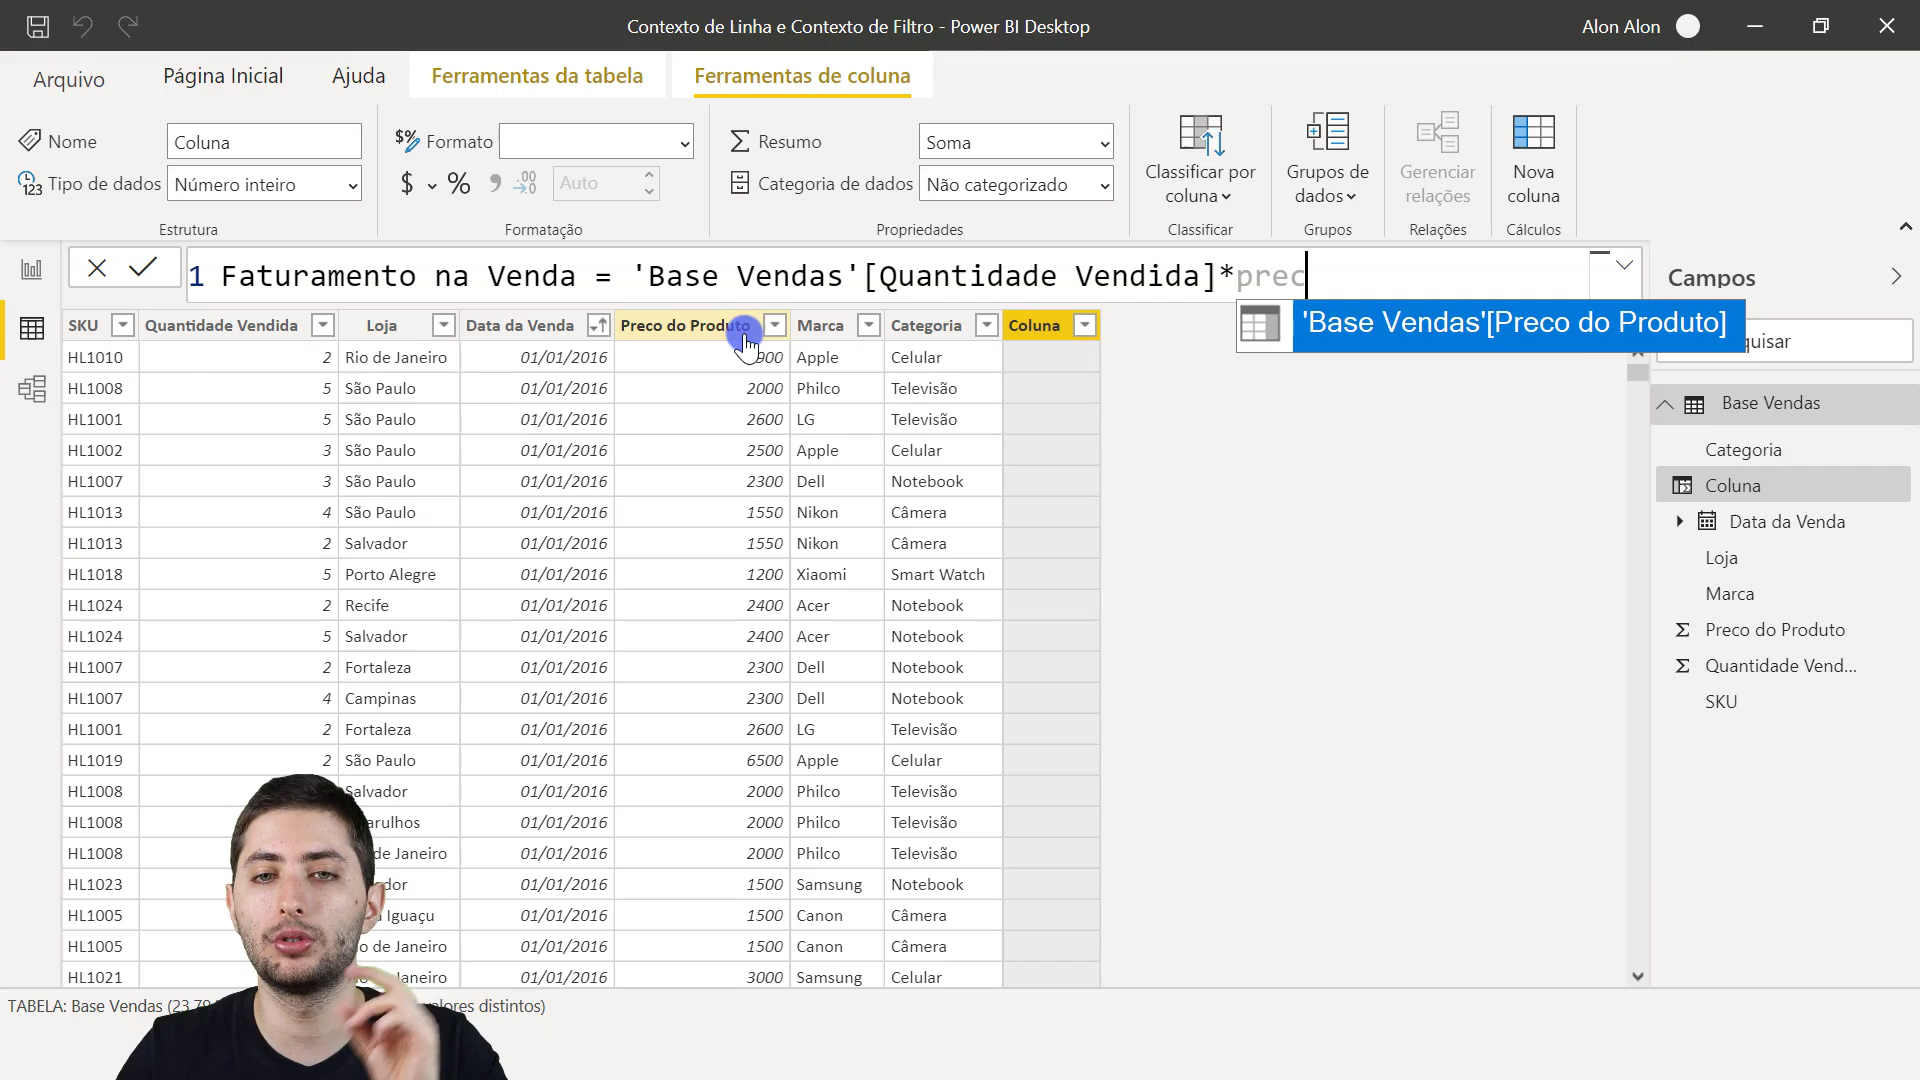 Contexto de Linha e Contexto de Filtro - Power BI Desktop
Alon Alon
Arquivo
Página Inicial
Ajuda
Ferramentas da tabela
Ferramentas de coluna
Nome
Coluna
Tipo de dados
Número inteiro
Estrutura
Formato
$ %
Auto
Formatação
Resumo
Soma
Categoria de dados
Não categorizado
Propriedades
Classificar por
coluna
Classificar
Grupos de
dados
Grupos
Gerenciar
relações
Relações
Nova
coluna
Cálculos
1 Faturamento na Venda = 'Base Vendas'[Quantidade Vendida]*prec
'Base Vendas'[Preco do Produto]
SKU Quantidade Vendida Loja Data da Venda Preco do Produto Marca Categoria Coluna
HL1010 2 Rio de Janeiro 01/01/2016 900 Apple Celular
HL1008 5 São Paulo 01/01/2016 2000 Philco Televisão
HL1001 5 São Paulo 01/01/2016 2600 LG Televisão
HL1002 3 São Paulo 01/01/2016 2500 Apple Celular
HL1007 3 São Paulo 01/01/2016 2300 Dell Notebook
HL1013 4 São Paulo 01/01/2016 1550 Nikon Câmera
HL1013 2 Salvador 01/01/2016 1550 Nikon Câmera
HL1018 5 Porto Alegre 01/01/2016 1200 Xiaomi Smart Watch
HL1024 2 Recife 01/01/2016 2400 Acer Notebook
HL1024 5 Salvador 01/01/2016 2400 Acer Notebook
HL1007 2 Fortaleza 01/01/2016 2300 Dell Notebook
HL1007 4 Campinas 01/01/2016 2300 Dell Notebook
HL1001 2 Fortaleza 01/01/2016 2600 LG Televisão
HL1019 2 São Paulo 01/01/2016 6500 Apple Celular
HL1008 Salvador 01/01/2016 2000 Philco Televisão
HL1008 arulhos 01/01/2016 2000 Philco Televisão
HL1008 de Janeiro 01/01/2016 2000 Philco Televisão
HL1023 dor 01/01/2016 1500 Samsung Notebook
HL1005 Iguaçu 01/01/2016 1500 Canon Câmera
HL1005 o de Janeiro 01/01/2016 1500 Canon Câmera
HL1021 aneiro 01/01/2016 3000 Samsung Celular
TABELA: Base Vendas (23.79 alores distintos)
Campos
quisar
Base Vendas
Categoria
Coluna
Data da Venda
Loja
Marca
Preco do Produto
Quantidade Vend...
SKU